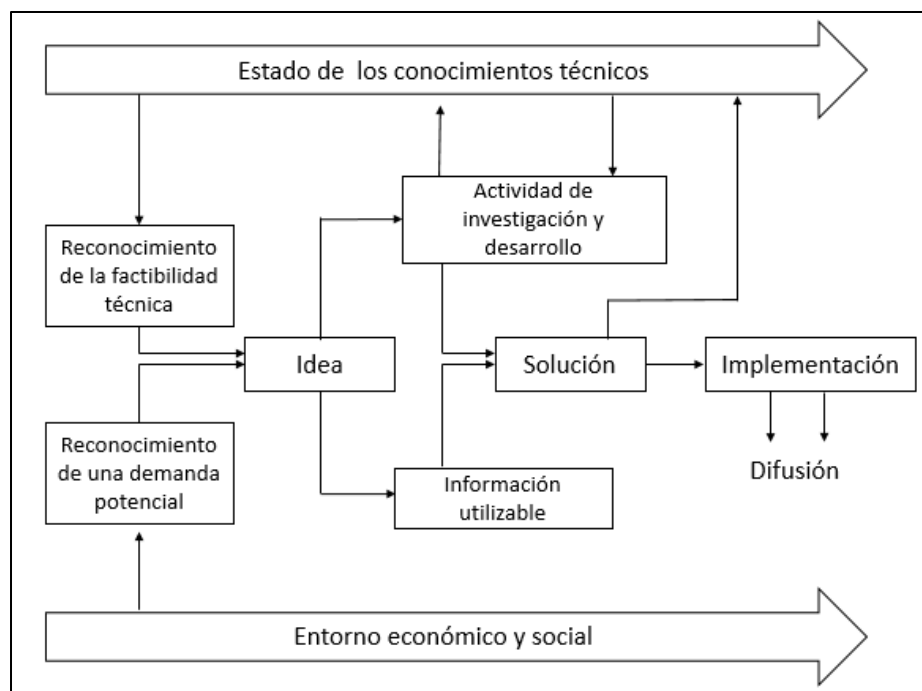 Estado de los conocimientos técnicos
Actividad de
investigación y
desarrollo
Reconocimiento
de la factibilidad
técnica
Idea
Solución
Implementación
Reconocimiento
de una demanda
potencial
Información
utilizable
Difusión
Entorno económico y social